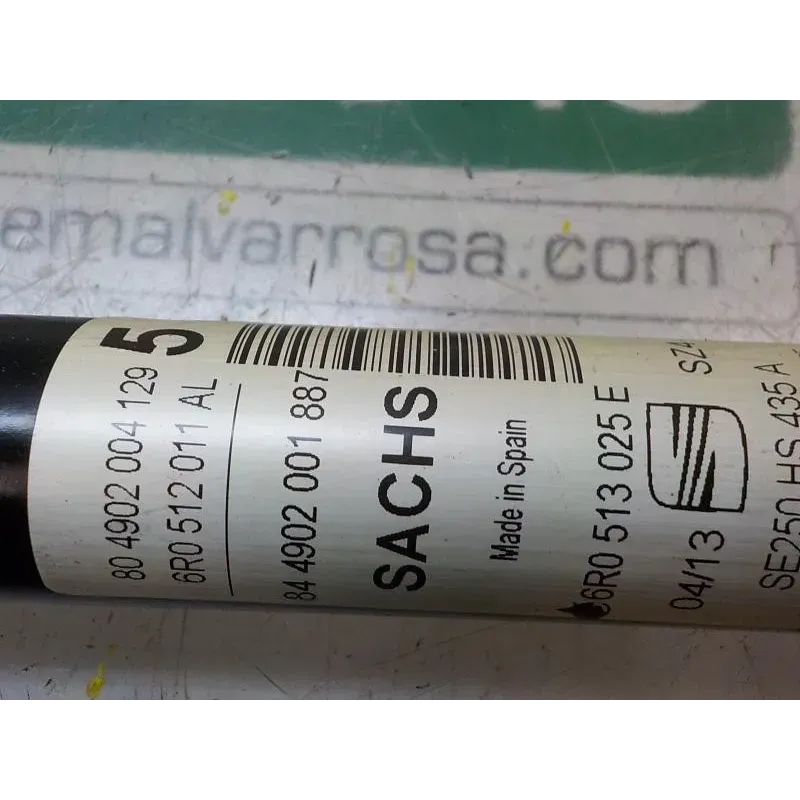 emalvarrosa.com
5
80 4902 004 129
6R0 512 011 AL
84 4902 001 887
SACHS
Made in Spain
6R0 513 025 E
04/13
SE250 HS 435 A